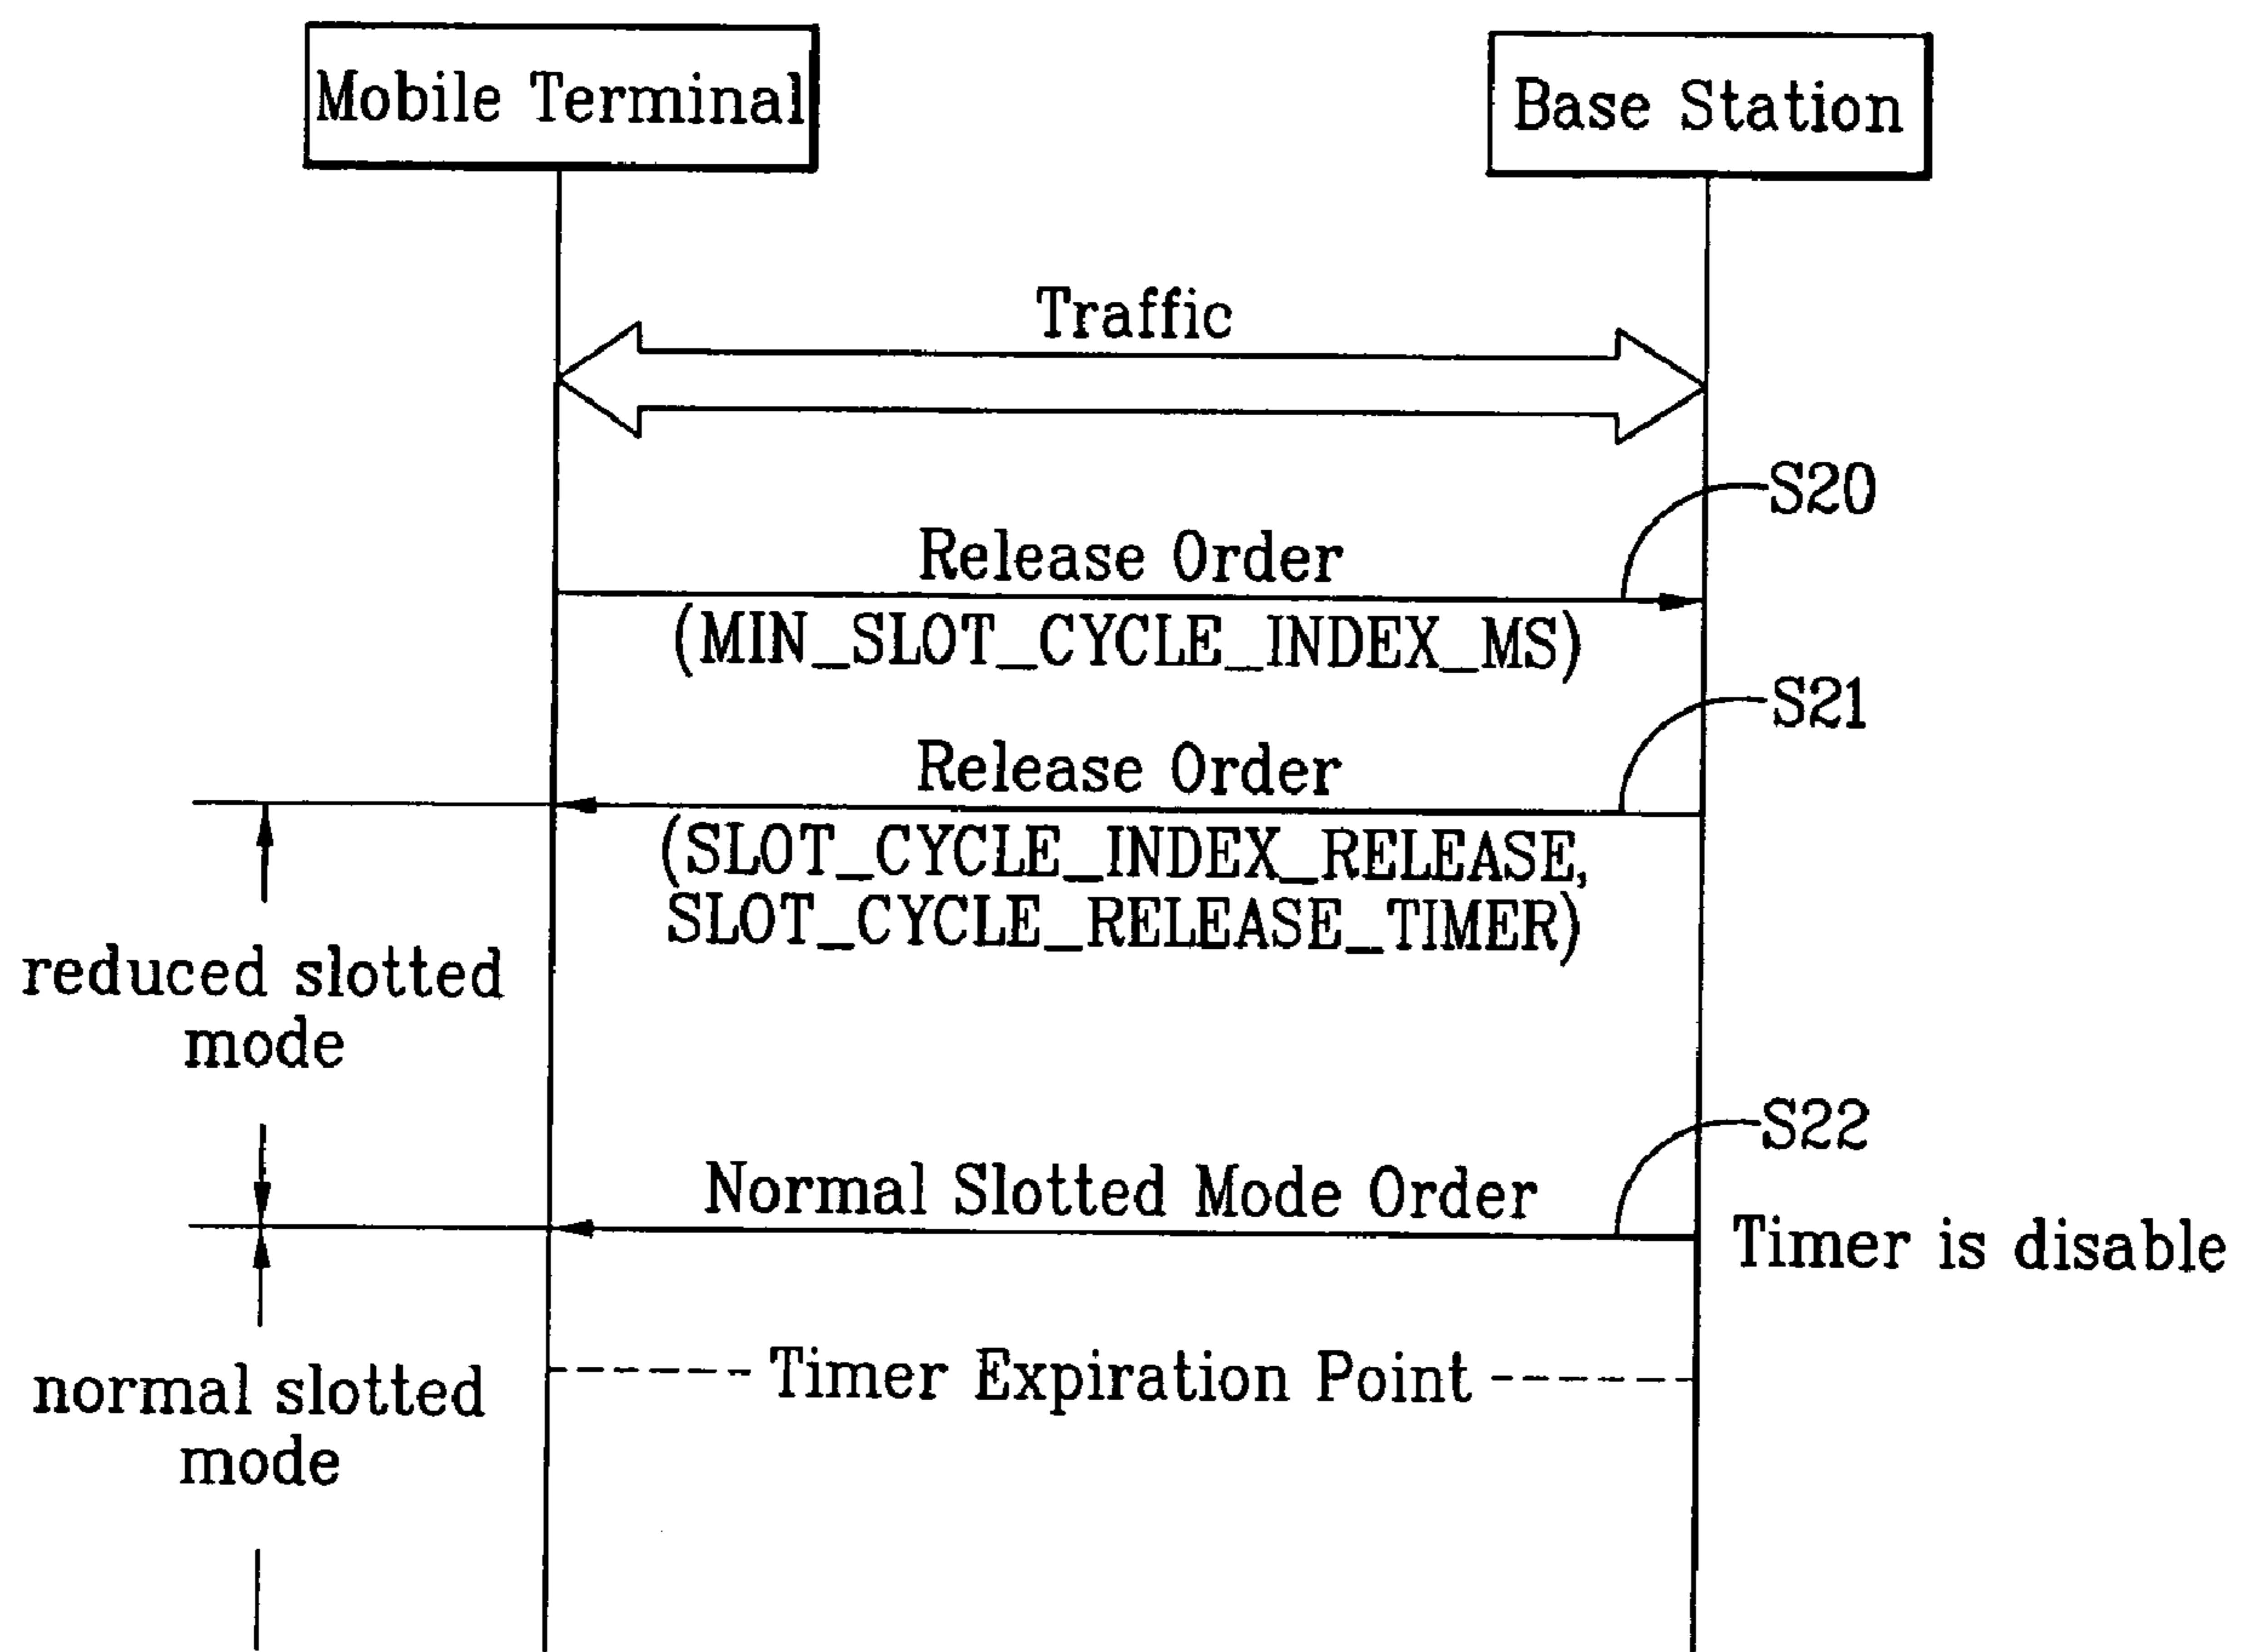 Mobile Terminal
Base Station
Traffic
S20
Release Order
(MIN_SLOT_CYCLE_INDEX_MS)
S21
Release Order
(SLOT_CYCLE_INDEX_RELEASE,
SLOT_CYCLE_RELEASE_TIMER)
reduced slotted
mode
S22
Normal Slotted Mode Order
Timer is disable
Timer Expiration Point
normal slotted
mode